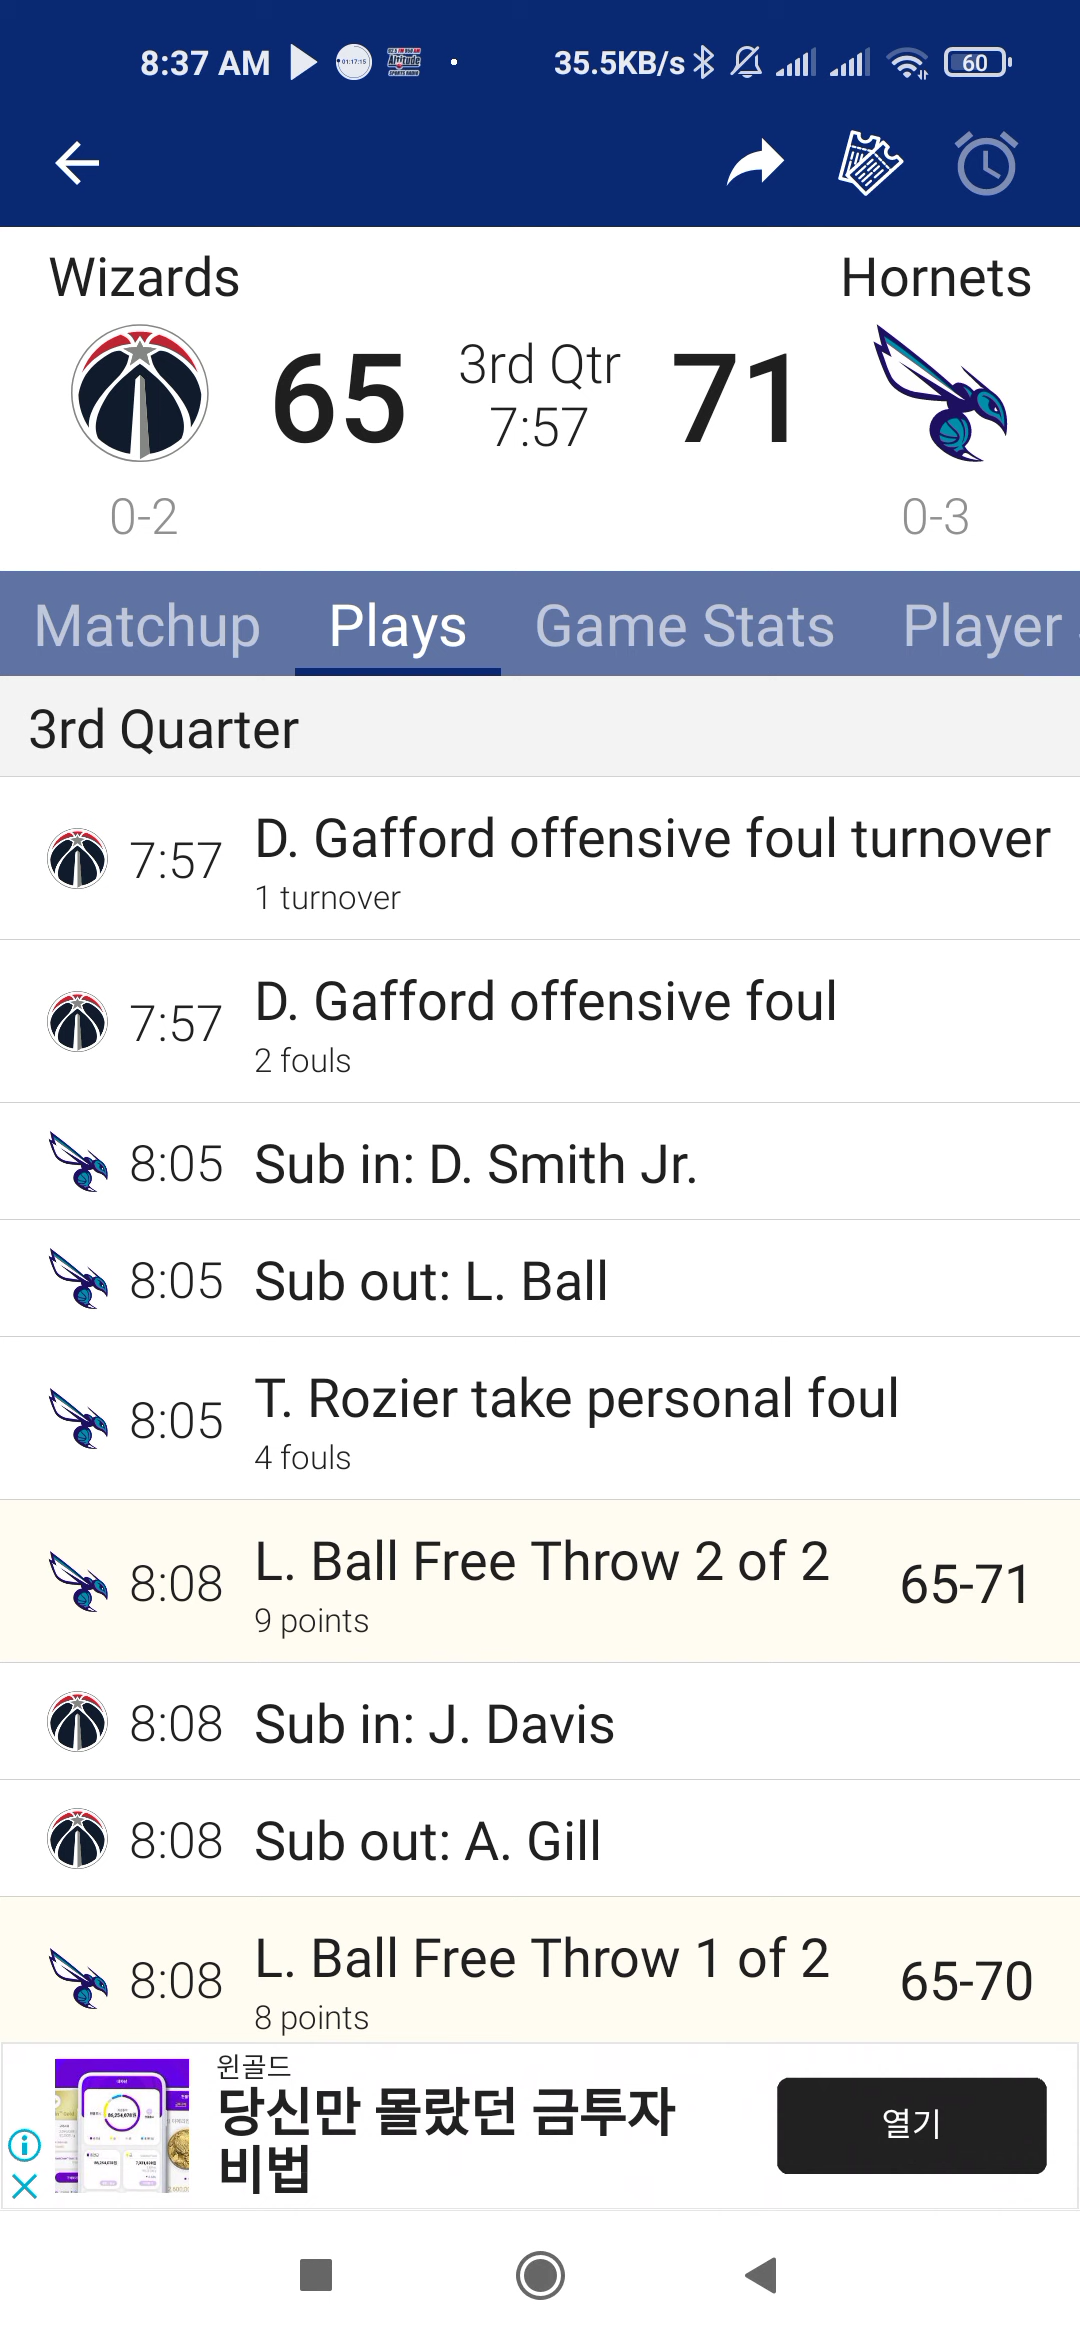 8:37 AM
35.5KB/s
60
Wizards
Hornets
65
3rd Qtr
7:57
71
0-2
0-3
Matchup
Plays
Game Stats
Player
3rd Quarter
7:57
D. Gafford offensive foul turnover
1 turnover
7:57
D. Gafford offensive foul
2 fouls
8:05
Sub in: D. Smith Jr.
8:05
Sub out: L. Ball
8:05
T. Rozier take personal foul
4 fouls
8:08
L. Ball Free Throw 2 of 2
9 points
65-71
8:08
Sub in: J. Davis
8:08
Sub out: A. Gill
8:08
L. Ball Free Throw 1 of 2
8 points
65-70
윈골드
당신만 몰랐던 금투자
비법
열기